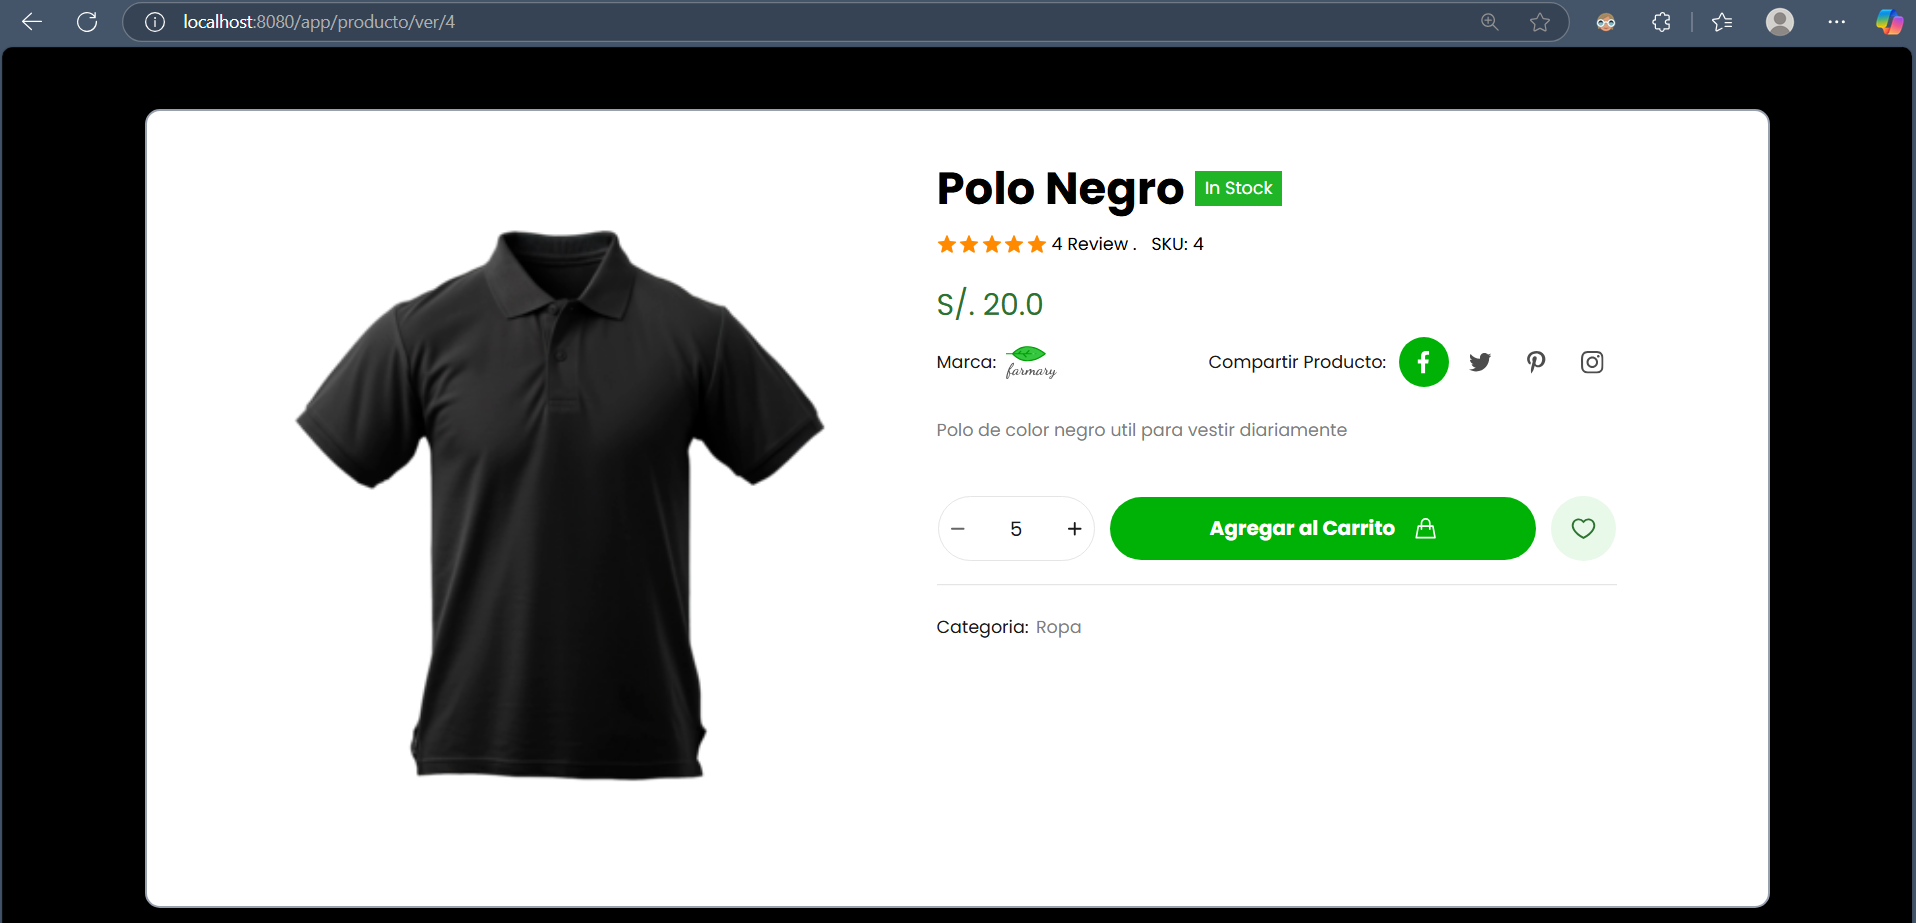 localhost:8080/app/producto/ver/4
Polo Negro In Stock
4 Review . SKU: 4
S/. 20.0
Marca: farmary Compartir Producto:
Polo de color negro util para vestir diariamente
− 5 + Agregar al Carrito
Categoria: Ropa